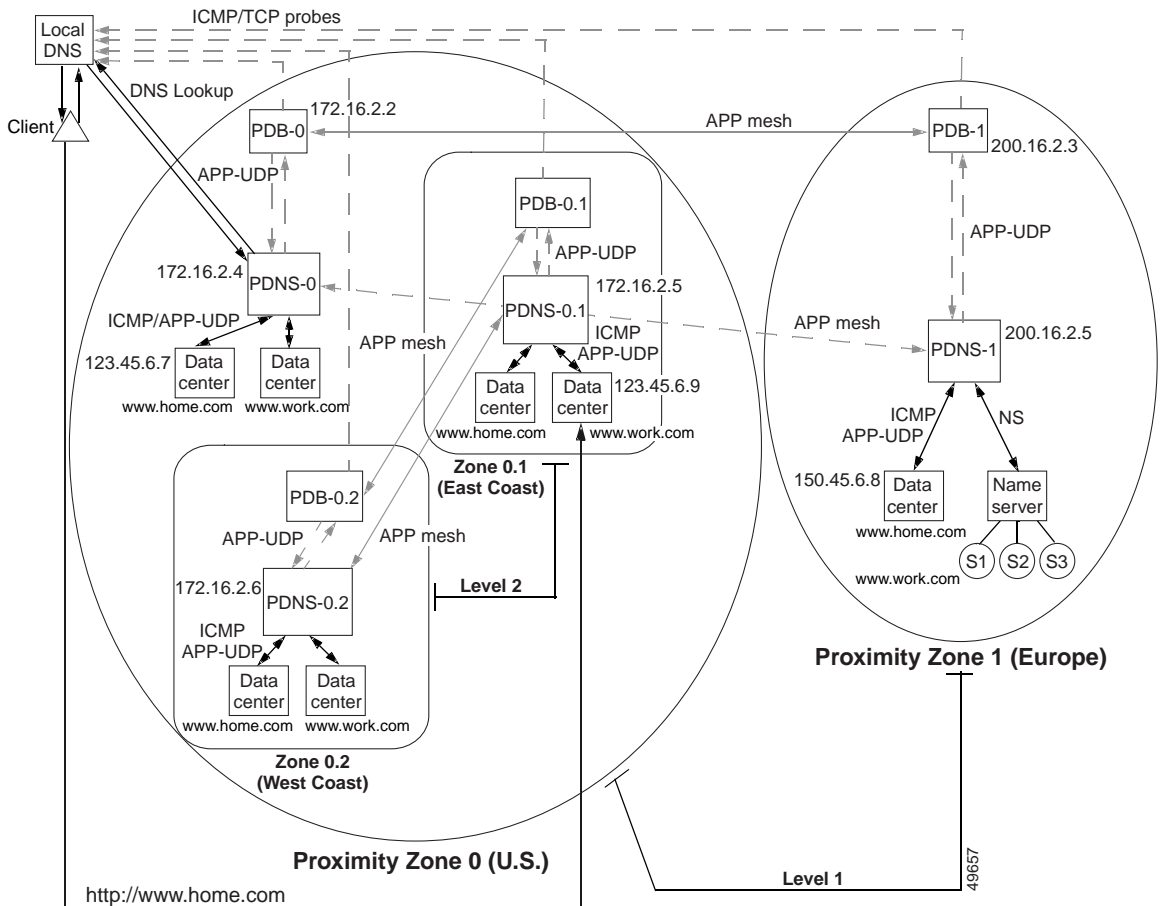 ICMP/TCP probes
Local
DNS
DNS Lookup
Client
172.16.2.2
PDB-0
APP mesh
PDB-1
200.16.2.3
APP-UDP
PDB-0.1
APP-UDP
APP-UDP
172.16.2.4
PDNS-0
172.16.2.5
PDNS-0.1
200.16.2.5
PDNS-1
APP mesh
ICMP/APP-UDP
APP mesh
ICMP
APP-UDP
123.45.6.7
Data
center
Data
center
www.home.com
www.work.com
Data
center
Data
center
123.45.6.9
www.home.com
www.work.com
ICMP
APP-UDP
NS
Zone 0.1
(East Coast)
150.45.6.8
Data
center
Name
server
www.home.com
S1
S2
S3
www.work.com
PDB-0.2
APP-UDP
APP mesh
172.16.2.6
PDNS-0.2
Level 2
ICMP
APP-UDP
Data
center
Data
center
www.home.com
www.work.com
Zone 0.2
(West Coast)
Proximity Zone 1 (Europe)
Proximity Zone 0 (U.S.)
Level 1
49657
http://www.home.com